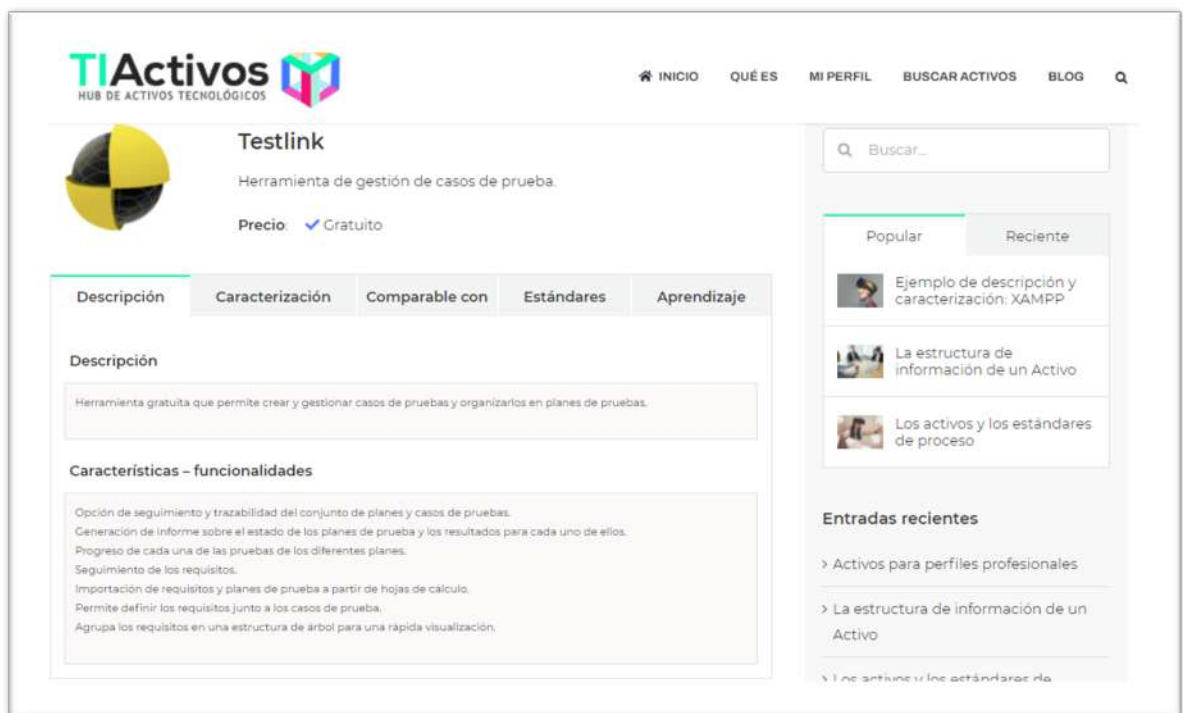 TIActivos
HUB DE ACTIVOS TECNOLÓGICOS
INICIO QUÉ ES MI PERFIL BUSCAR ACTIVOS BLOG
Testlink
Herramienta de gestión de casos de prueba.
Precio: Gratuito
Descripción Caracterización Comparable con Estándares Aprendizaje
Descripción
Herramienta gratuita que permite crear y gestionar casos de pruebas y organizarlos en planes de pruebas.
Características – funcionalidades
Opción de seguimiento y trazabilidad del conjunto de planes y casos de pruebas.
Generación de informe sobre el estado de los planes de prueba y los resultados para cada uno de ellos.
Progreso de cada una de las pruebas de los diferentes planes.
Seguimiento de los requisitos.
Importación de requisitos y planes de prueba a partir de hojas de cálculo.
Permite definir los requisitos junto a los casos de prueba.
Agrupa los requisitos en una estructura de árbol para una rápida visualización.
Buscar...
Popular Reciente
Ejemplo de descripción y
caracterización: XAMPP
La estructura de
información de un Activo
Los activos y los estándares
de proceso
Entradas recientes
> Activos para perfiles profesionales
> La estructura de información de un
Activo
> Los activos y los estándares de